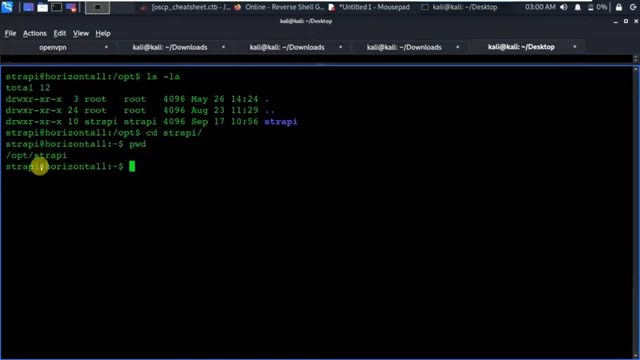 [oscp_cheatsheet.ctb] Online - Reverse Shell G... *Untitled 1 - Mousepad kali@kali: ~/Desktop 03:00 AM 0%
File Actions Edit View Help
openvpn kali@kali: ~/Downloads kali@kali: ~/Downloads kali@kali: ~/Downloads kali@kali: ~/Desktop
strapi@horizontall:/opt$ ls -la
total 12
drwxr-xr-x 3 root root 4096 May 26 14:24 .
drwxr-xr-x 24 root root 4096 Aug 23 11:29 ..
drwxr-xr-x 10 strapi strapi 4096 Sep 17 10:56 strapi
strapi@horizontall:/opt$ cd strapi/
strapi@horizontall:~$ pwd
/opt/strapi
strapi@horizontall:~$